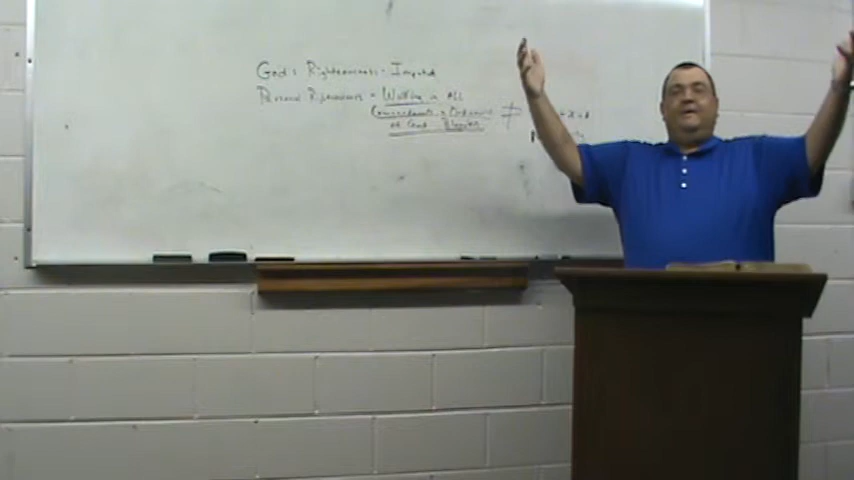 God's Righteousness - Imputed
Personal Righteousness = Walking in ALL
Commandments & Ordinances ≠
of God Blameless